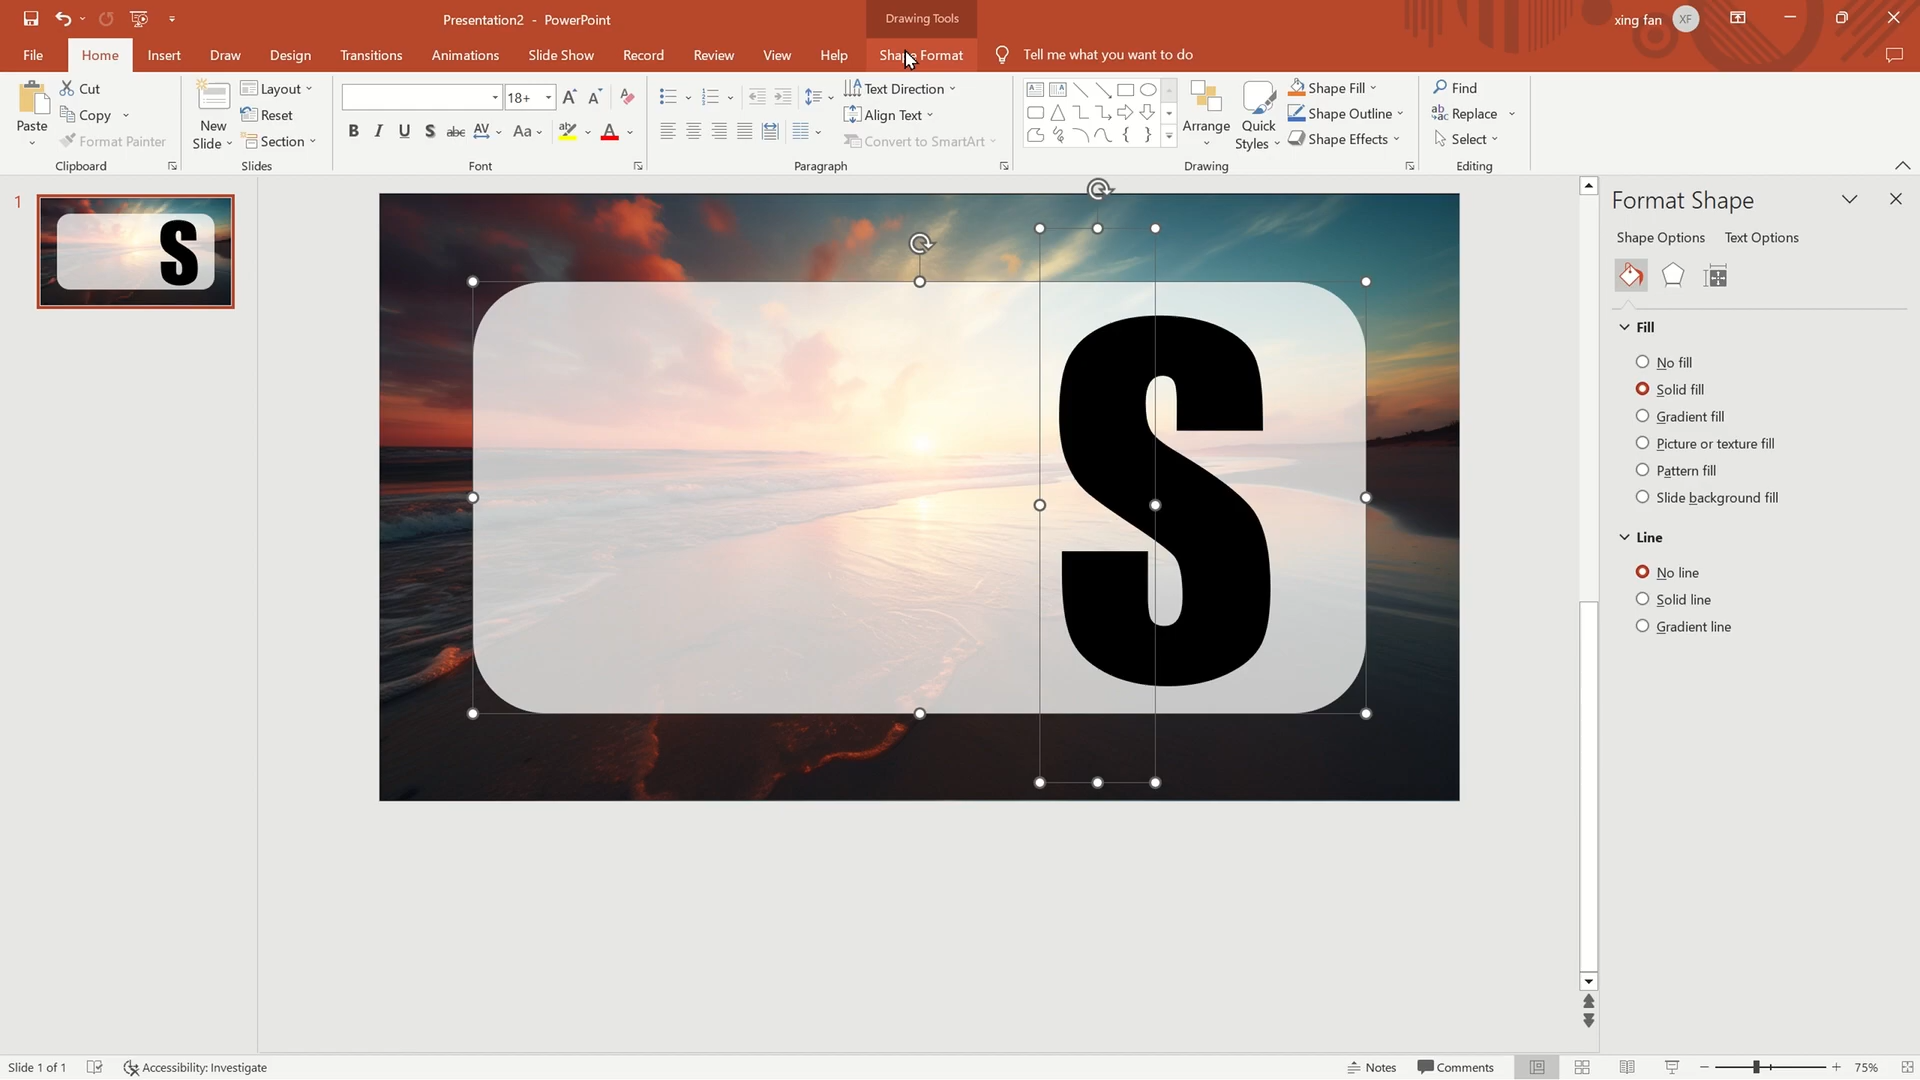 Presentation2 - PowerPoint
Drawing Tools
xing fan
XF
File
Home
Insert
Draw
Design
Transitions
Animations
Slide Show
Record
Review
View
Help
Shape Format
Tell me what you want to do
Paste
Cut
Copy
Format Painter
Clipboard
New
Slide
Layout
Reset
Section
Slides
18+
B I U S abc AV Aa A
Font
Text Direction
Align Text
Convert to SmartArt
Paragraph
Arrange
Quick
Styles
Shape Fill
Shape Outline
Shape Effects
Drawing
Find
Replace
Select
Editing
1
S
S
Format Shape
Shape Options
Text Options
Fill
No fill
Solid fill
Gradient fill
Picture or texture fill
Pattern fill
Slide background fill
Line
No line
Solid line
Gradient line
Slide 1 of 1
Accessibility: Investigate
Notes
Comments
75%